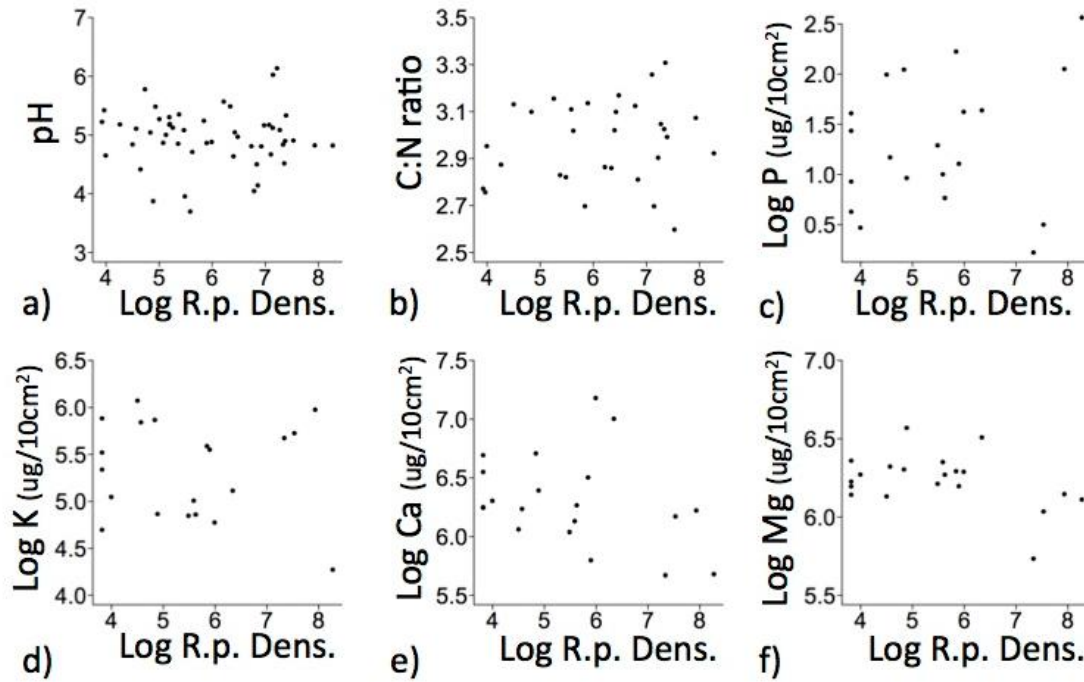 7
6
5
4
3
pH
4 5 6 7 8
a) Log R.p. Dens.
3.5
3.3
3.1
2.9
2.7
2.5
C:N ratio
4 5 6 7 8
b) Log R.p. Dens.
2.5
2.0
1.5
1.0
0.5
Log P (ug/10cm²)
4 5 6 7 8
c) Log R.p. Dens.
6.5
6.0
5.5
5.0
4.5
4.0
Log K (ug/10cm²)
4 5 6 7 8
d) Log R.p. Dens.
7.5
7.0
6.5
6.0
5.5
Log Ca (ug/10cm²)
4 5 6 7 8
e) Log R.p. Dens.
7.0
6.5
6.0
5.5
Log Mg (ug/10cm²)
4 5 6 7 8
f) Log R.p. Dens.